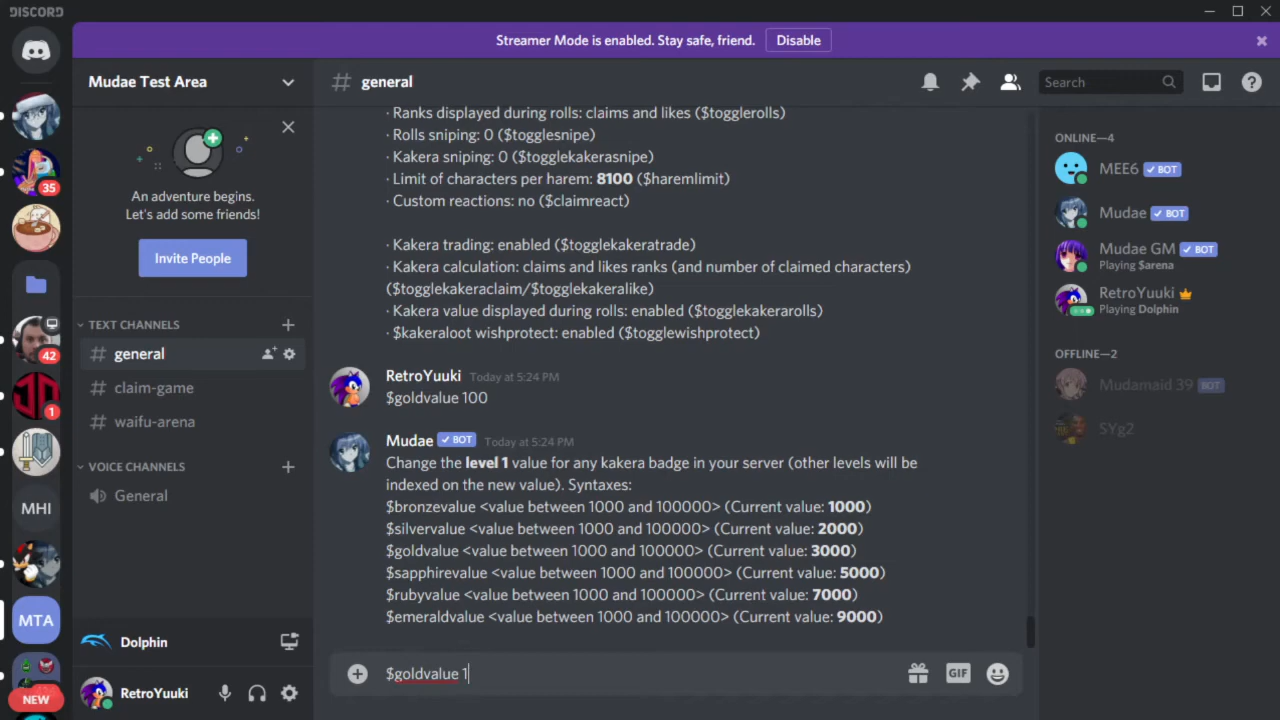 DISCORD
Streamer Mode is enabled. Stay safe, friend.
Disable
Mudae Test Area
general
Search
An adventure begins.
Let's add some friends!
Invite People
TEXT CHANNELS
general
claim-game
waifu-arena
VOICE CHANNELS
General
35
42
1
MHI
MTA
NEW
Dolphin
RetroYuuki
· Ranks displayed during rolls: claims and likes ($togglerolls)
· Rolls sniping: 0 ($togglesnipe)
· Kakera sniping: 0 ($togglekakerasnipe)
· Limit of characters per harem: 8100 ($haremlimit)
· Custom reactions: no ($claimreact)
· Kakera trading: enabled ($togglekakeratrade)
· Kakera calculation: claims and likes ranks (and number of claimed characters)
($togglekakeraclaim/$togglekakeralike)
· Kakera value displayed during rolls: enabled ($togglekakerarolls)
· $kakeraloot wishprotect: enabled ($togglewishprotect)
RetroYuuki Today at 5:24 PM
$goldvalue 100
Mudae BOT Today at 5:24 PM
Change the level 1 value for any kakera badge in your server (other levels will be
indexed on the new value). Syntaxes:
$bronzevalue <value between 1000 and 100000> (Current value: 1000)
$silvervalue <value between 1000 and 100000> (Current value: 2000)
$goldvalue <value between 1000 and 100000> (Current value: 3000)
$sapphirevalue <value between 1000 and 100000> (Current value: 5000)
$rubyvalue <value between 1000 and 100000> (Current value: 7000)
$emeraldvalue <value between 1000 and 100000> (Current value: 9000)
$goldvalue 1
GIF
ONLINE—4
MEE6 BOT
Mudae BOT
Mudae GM BOT
Playing $arena
RetroYuuki
Playing Dolphin
OFFLINE—2
Mudamaid 39 BOT
SYg2